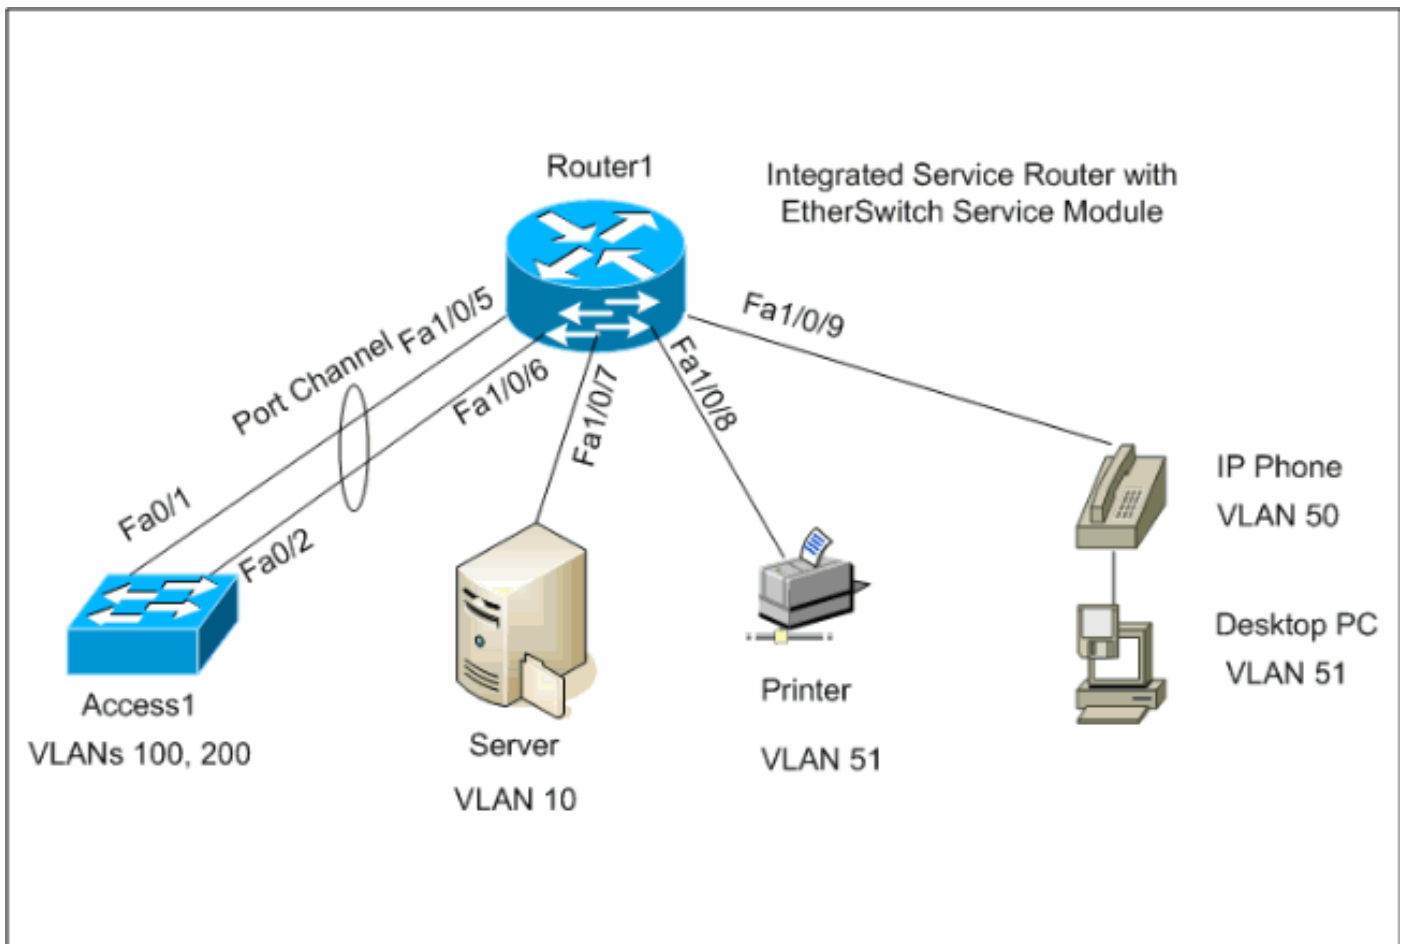 Router1
Integrated Service Router with
EtherSwitch Service Module
Port Channel
Fa1/0/5
Fa1/0/6
Fa1/0/7
Fa1/0/8
Fa1/0/9
Fa0/1
Fa0/2
IP Phone
VLAN 50
Desktop PC
VLAN 51
Access1
VLANs 100, 200
Server
VLAN 10
Printer
VLAN 51